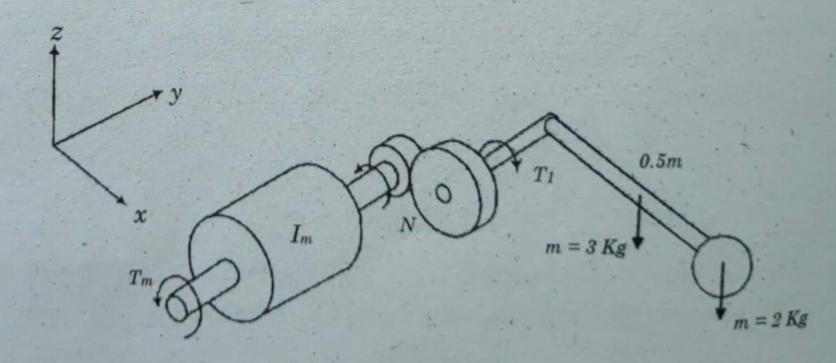 z
y
x
0.5m
T1
Im
N
m = 3 Kg
Tm
m = 2 Kg